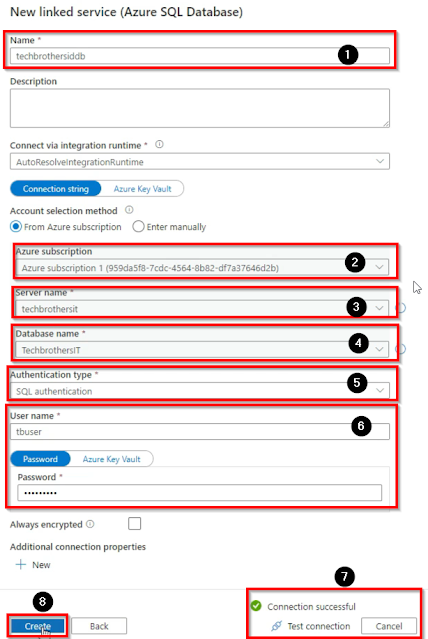 New linked service (Azure SQL Database)
Name *
techbrothersiddb
1
Description
Connect via integration runtime *
AutoResolveIntegrationRuntime
Connection string Azure Key Vault
Account selection method
From Azure subscription Enter manually
Azure subscription
Azure subscription 1 (959da5f8-7cdc-4564-8b82-df7a37646d2b)
2
Server name *
techbrothersit
3
Database name *
TechbrothersIT
4
Authentication type *
SQL authentication
5
User name *
tbuser
6
Password Azure Key Vault
Password *
•••••••••
Always encrypted
Additional connection properties
+ New
7
Connection successful
8
Create Back Test connection Cancel